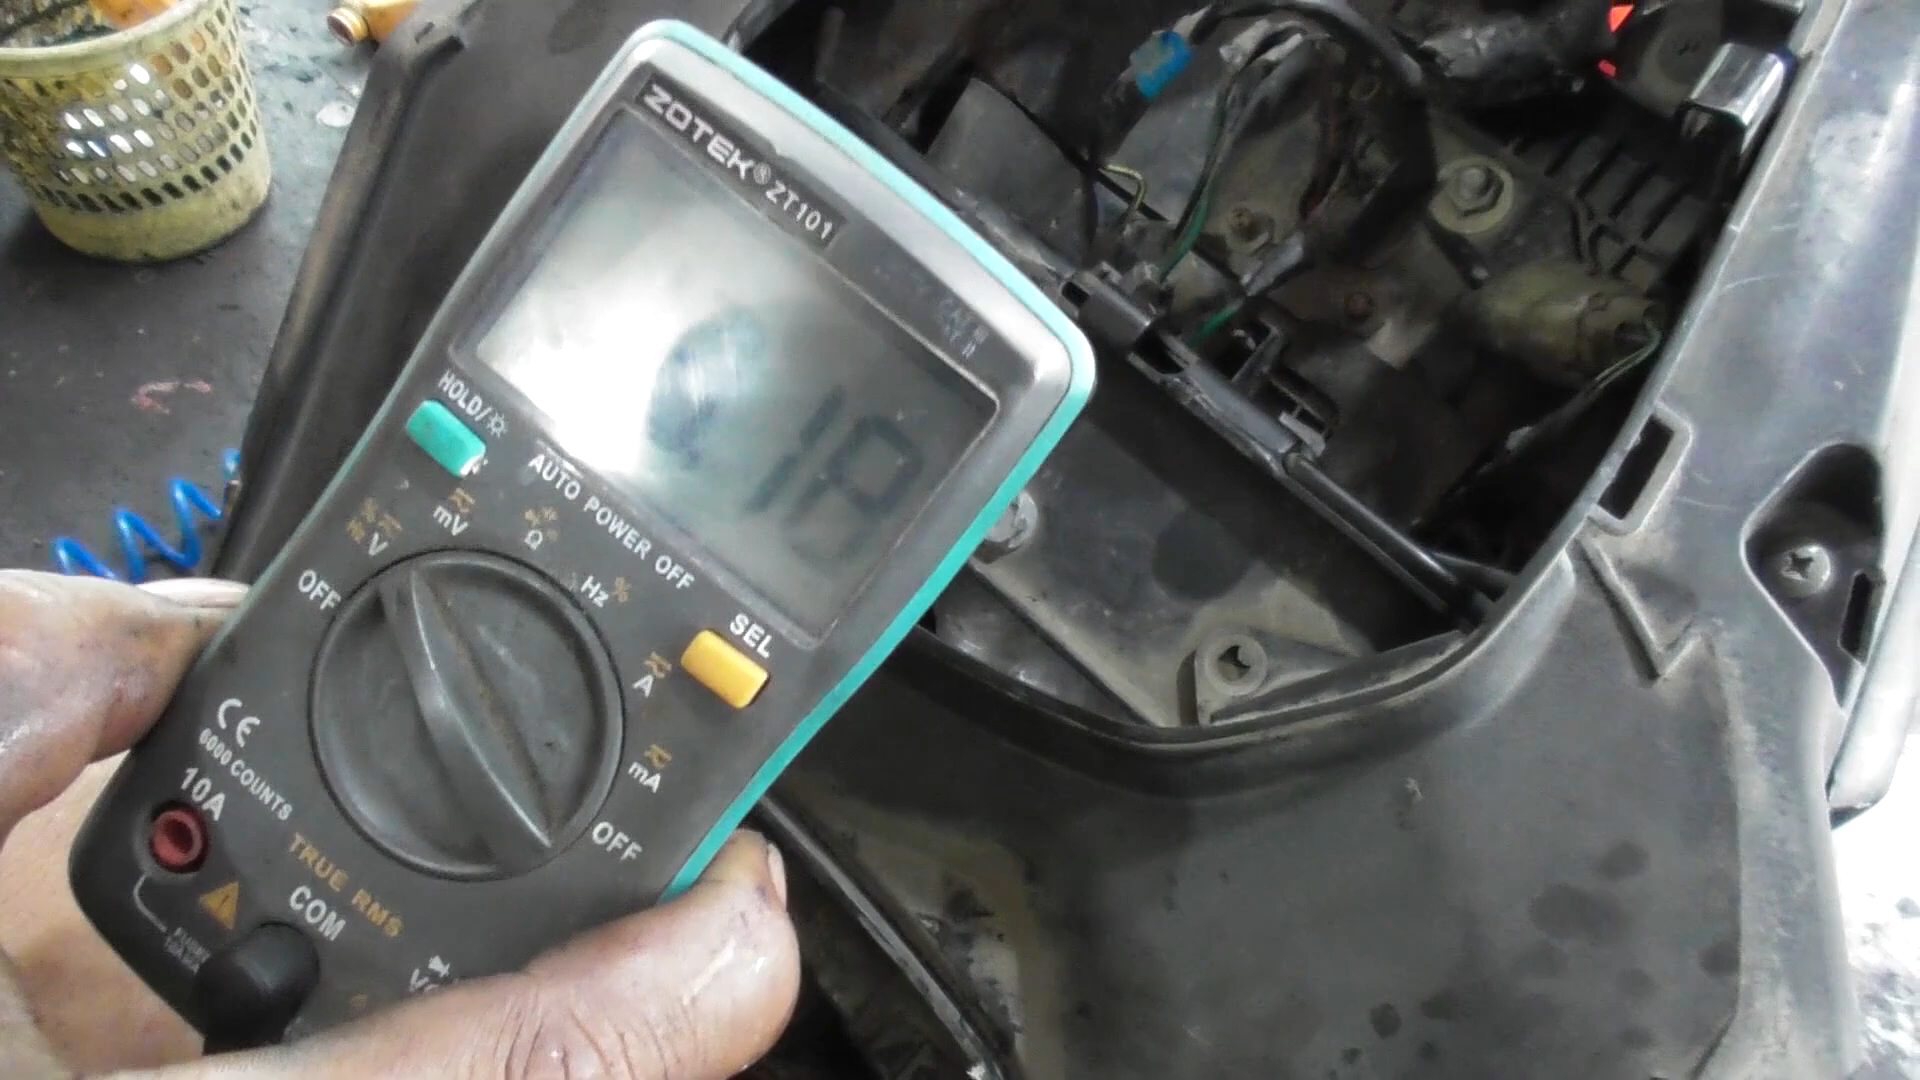 ZOTEK® ZT101
HOLD/
AUTO POWER OFF
mV
Ω
V
Hz %
OFF
SEL
A
mA
OFF
CE
6000 COUNTS
10A
TRUE RMS
COM